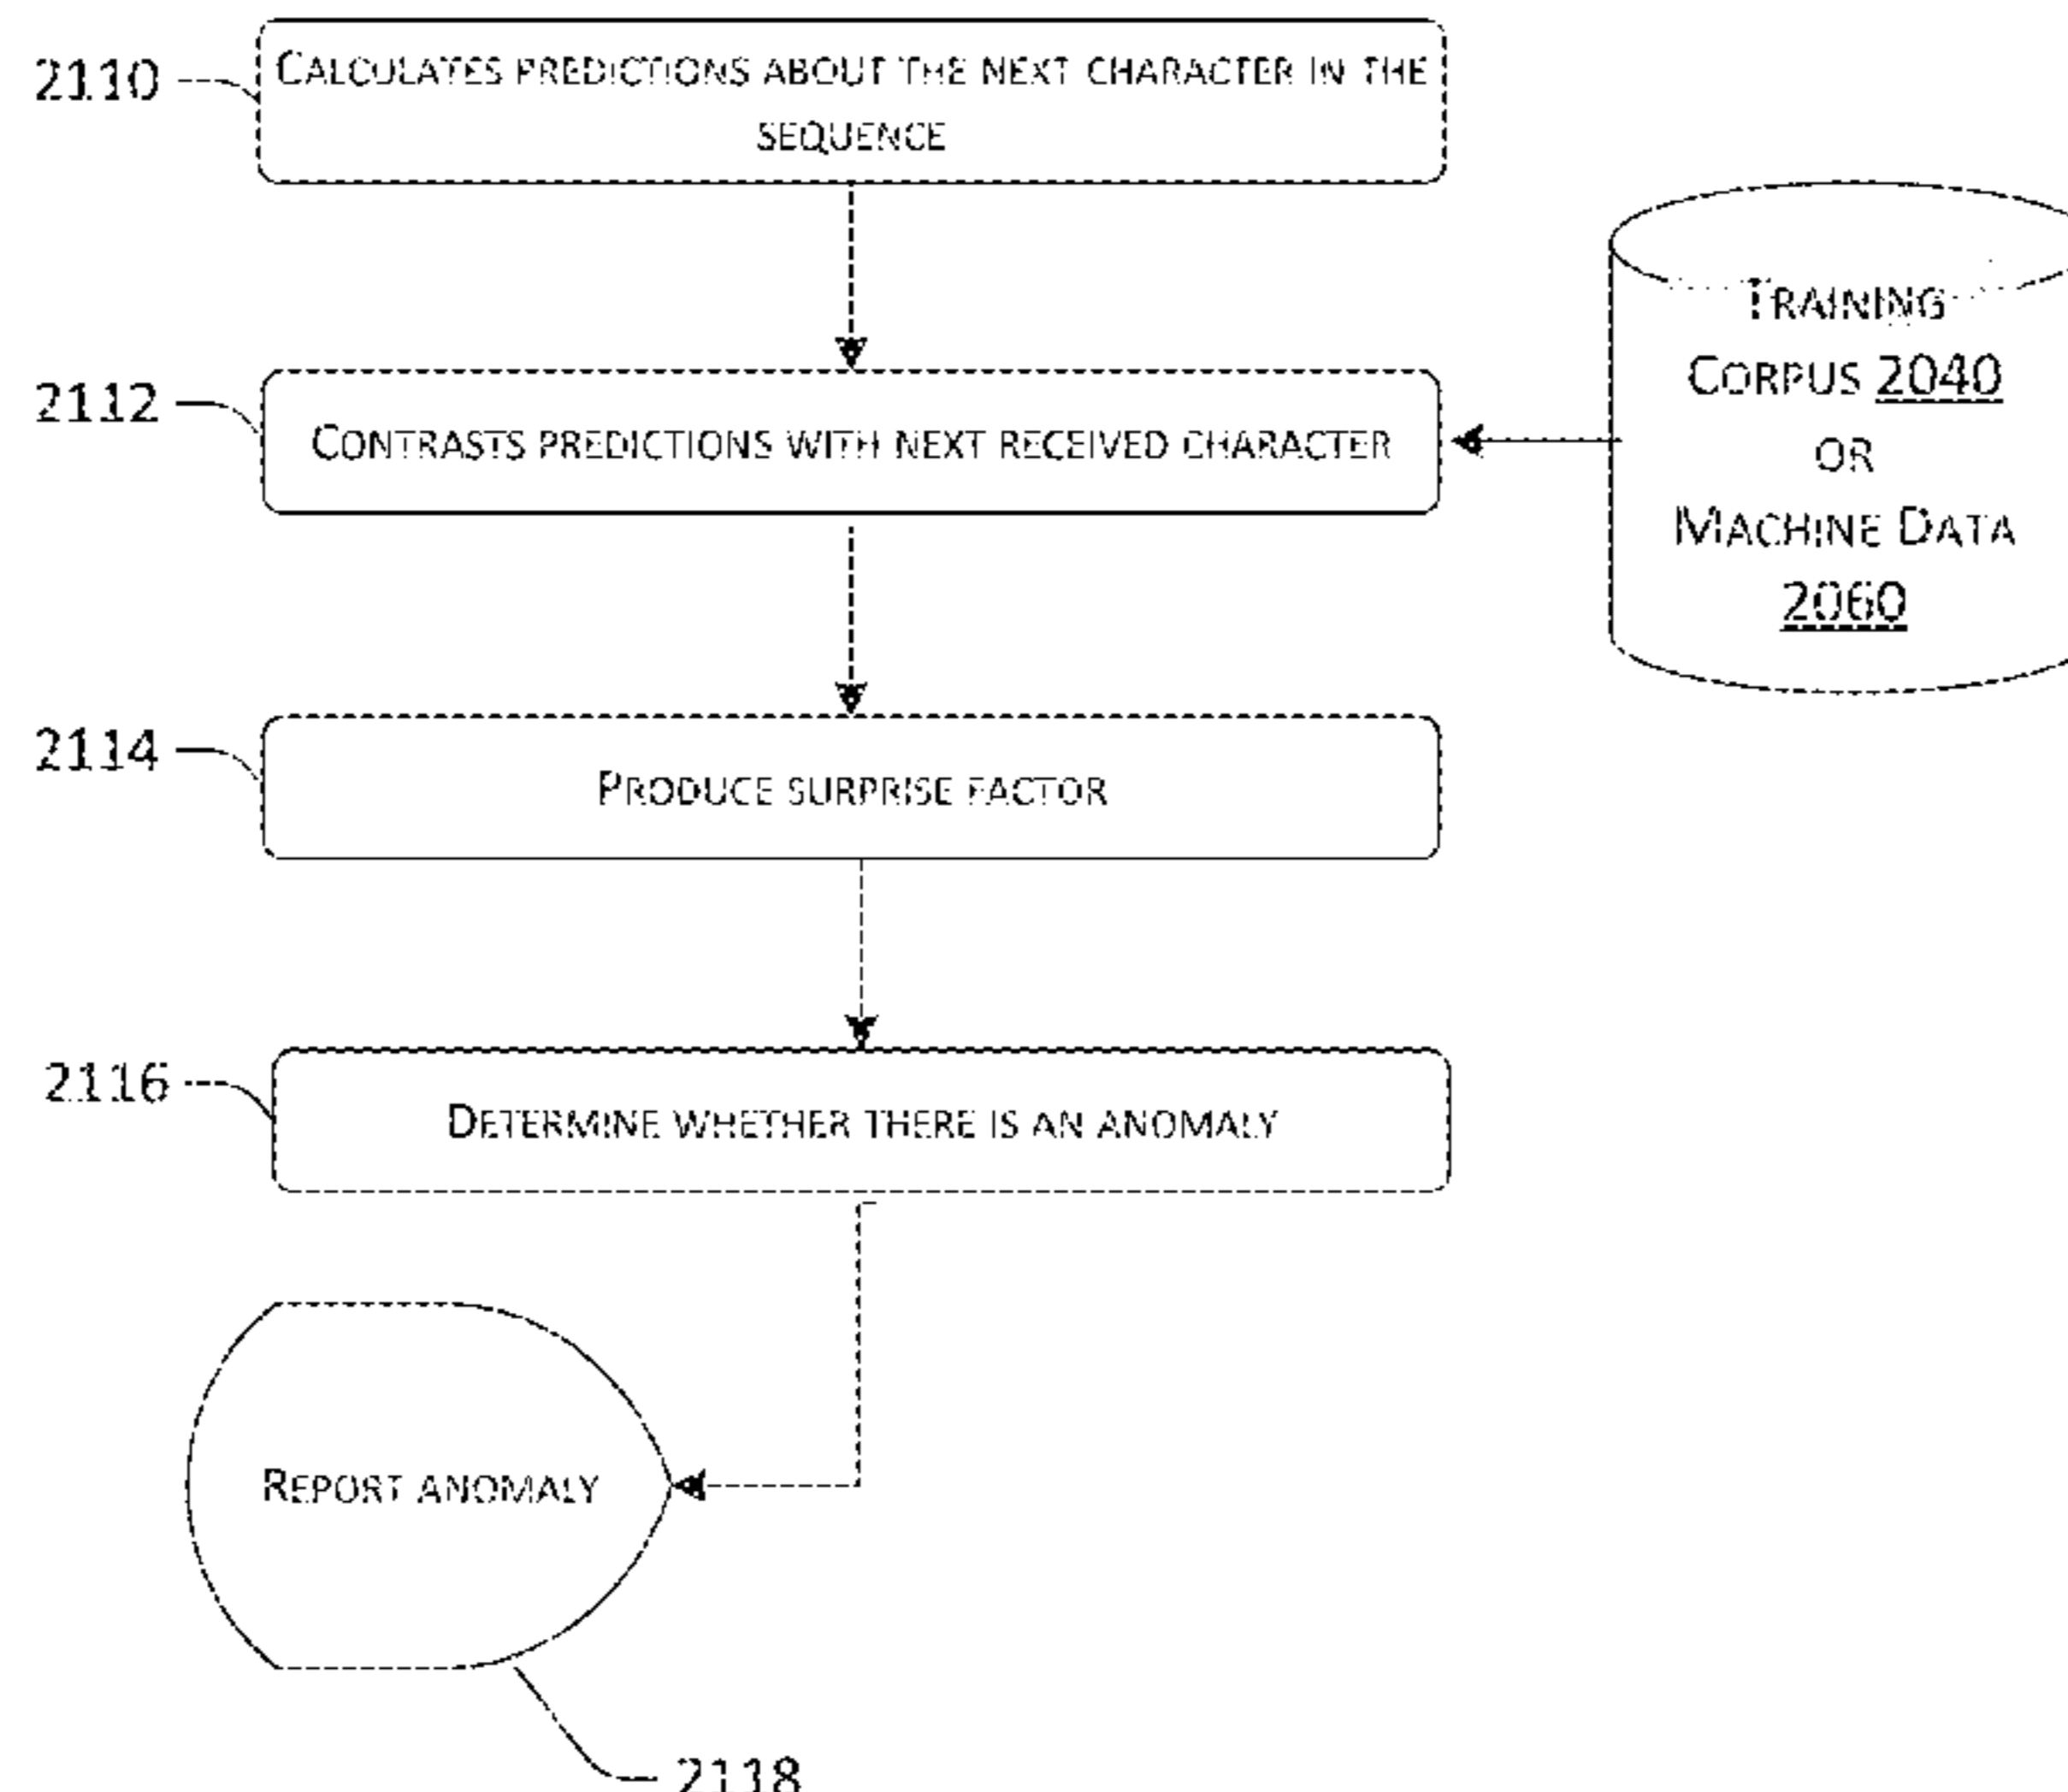 2110
CALCULATES PREDICTIONS ABOUT THE NEXT CHARACTER IN THE
SEQUENCE
TRAINING
CORPUS 2040
OR
MACHINE DATA
2060
2112
CONTRASTS PREDICTIONS WITH NEXT RECEIVED CHARACTER
2114
PRODUCE SURPRISE FACTOR
2116
DETERMINE WHETHER THERE IS AN ANOMALY
REPORT ANOMALY
2118